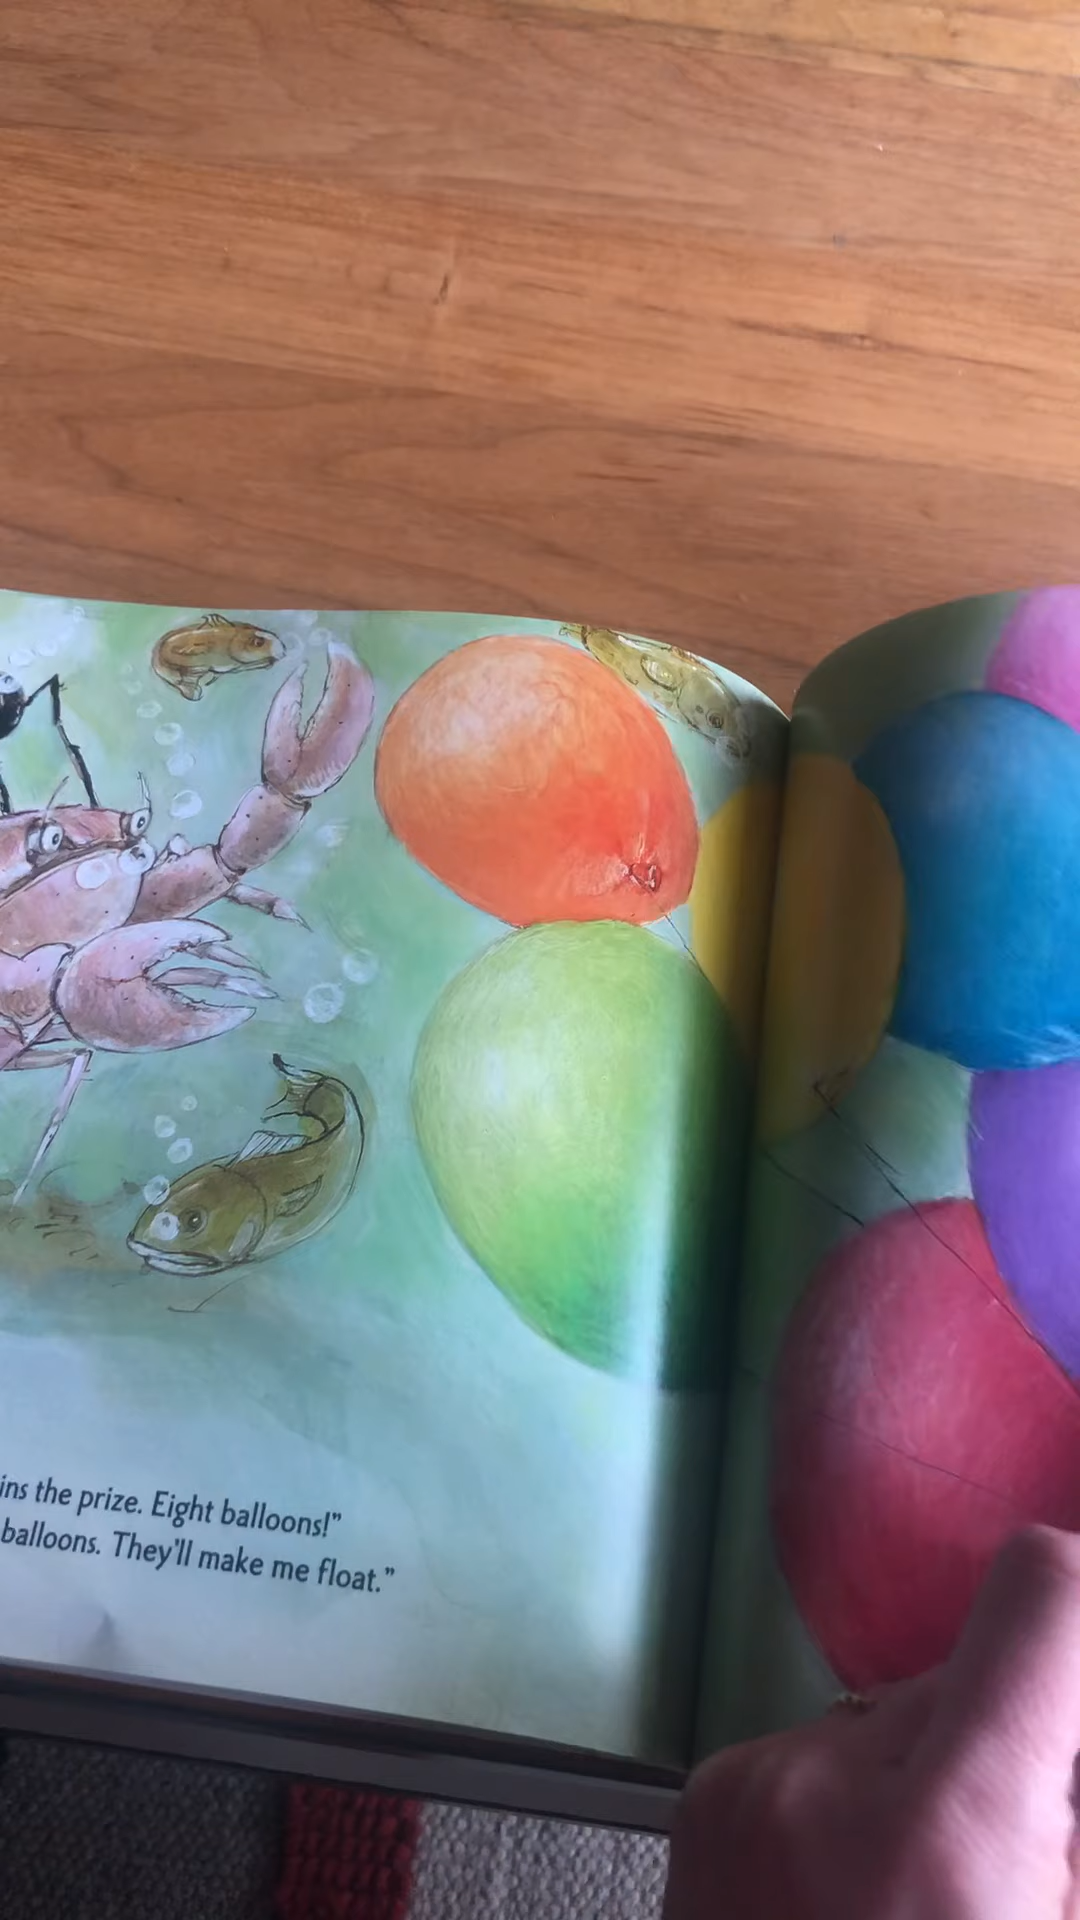 ins the prize. Eight balloons!”
balloons. They’ll make me float.”